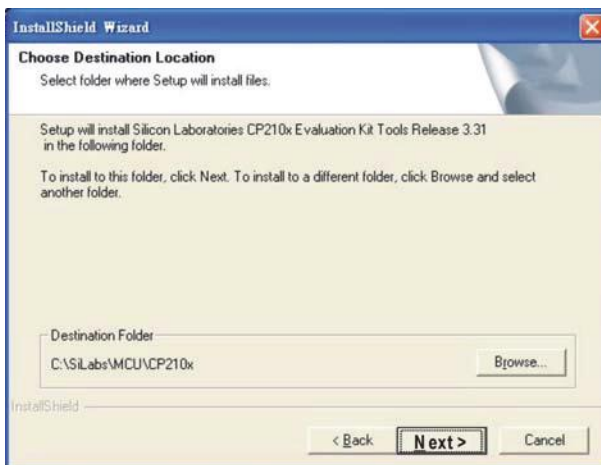 InstallShield Wizard
Choose Destination Location
Select folder where Setup will install files.
Setup will install Silicon Laboratories CP210x Evaluation Kit Tools Release 3.31
in the following folder.
To install to this folder, click Next. To install to a different folder, click Browse and select
another folder.
Destination Folder
C:\SiLabs\MCU\CP210x
Browse...
InstallShield
< Back
Next >
Cancel